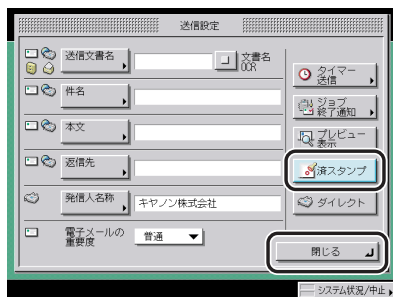 送信設定
送信文書名
文書名
OCR
タイマー
送信
件名
ジョブ
終了通知
本文
プレビュー
表示
返信先
済スタンプ
発信人名称
キヤノン株式会社
ダイレクト
電子メールの
重要度
普通
閉じる
システム状況/中止